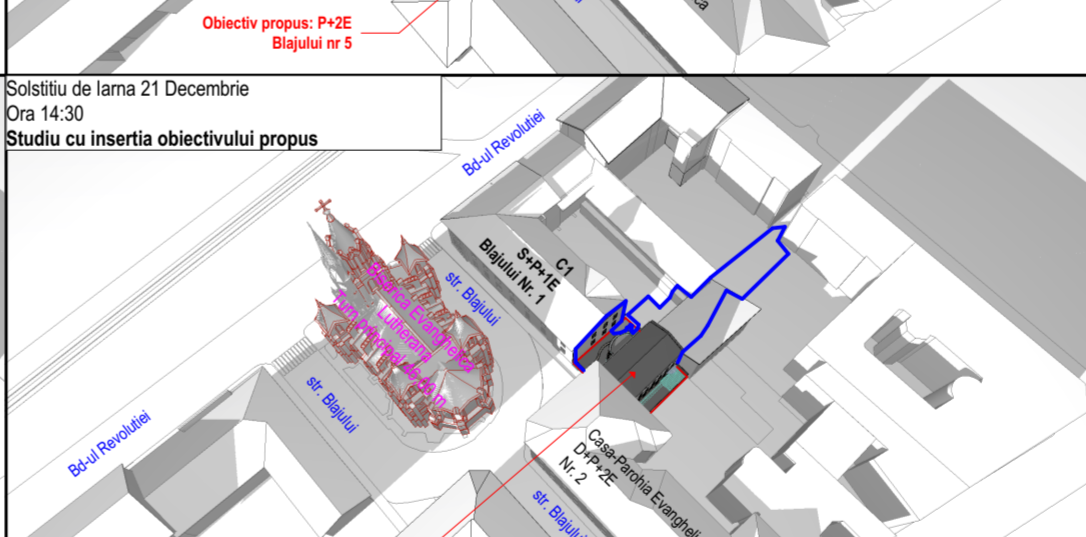 Obiectiv propus: P+2E
Blajului nr 5
Solstitiu de Iarna 21 Decembrie
Ora 14:30
Studiu cu insertia obiectivului propus
Bd-ul Revolutiei
C1
S+P+1E
Blajului Nr. 1
str. Blajului
Biserica Evanghelica
Lutherana
Turn principal
m
str. Blajului
Bd-ul Revolutiei
Casa-Parohia Evangheli
D+P+2E
Nr. 2
str. Blajului